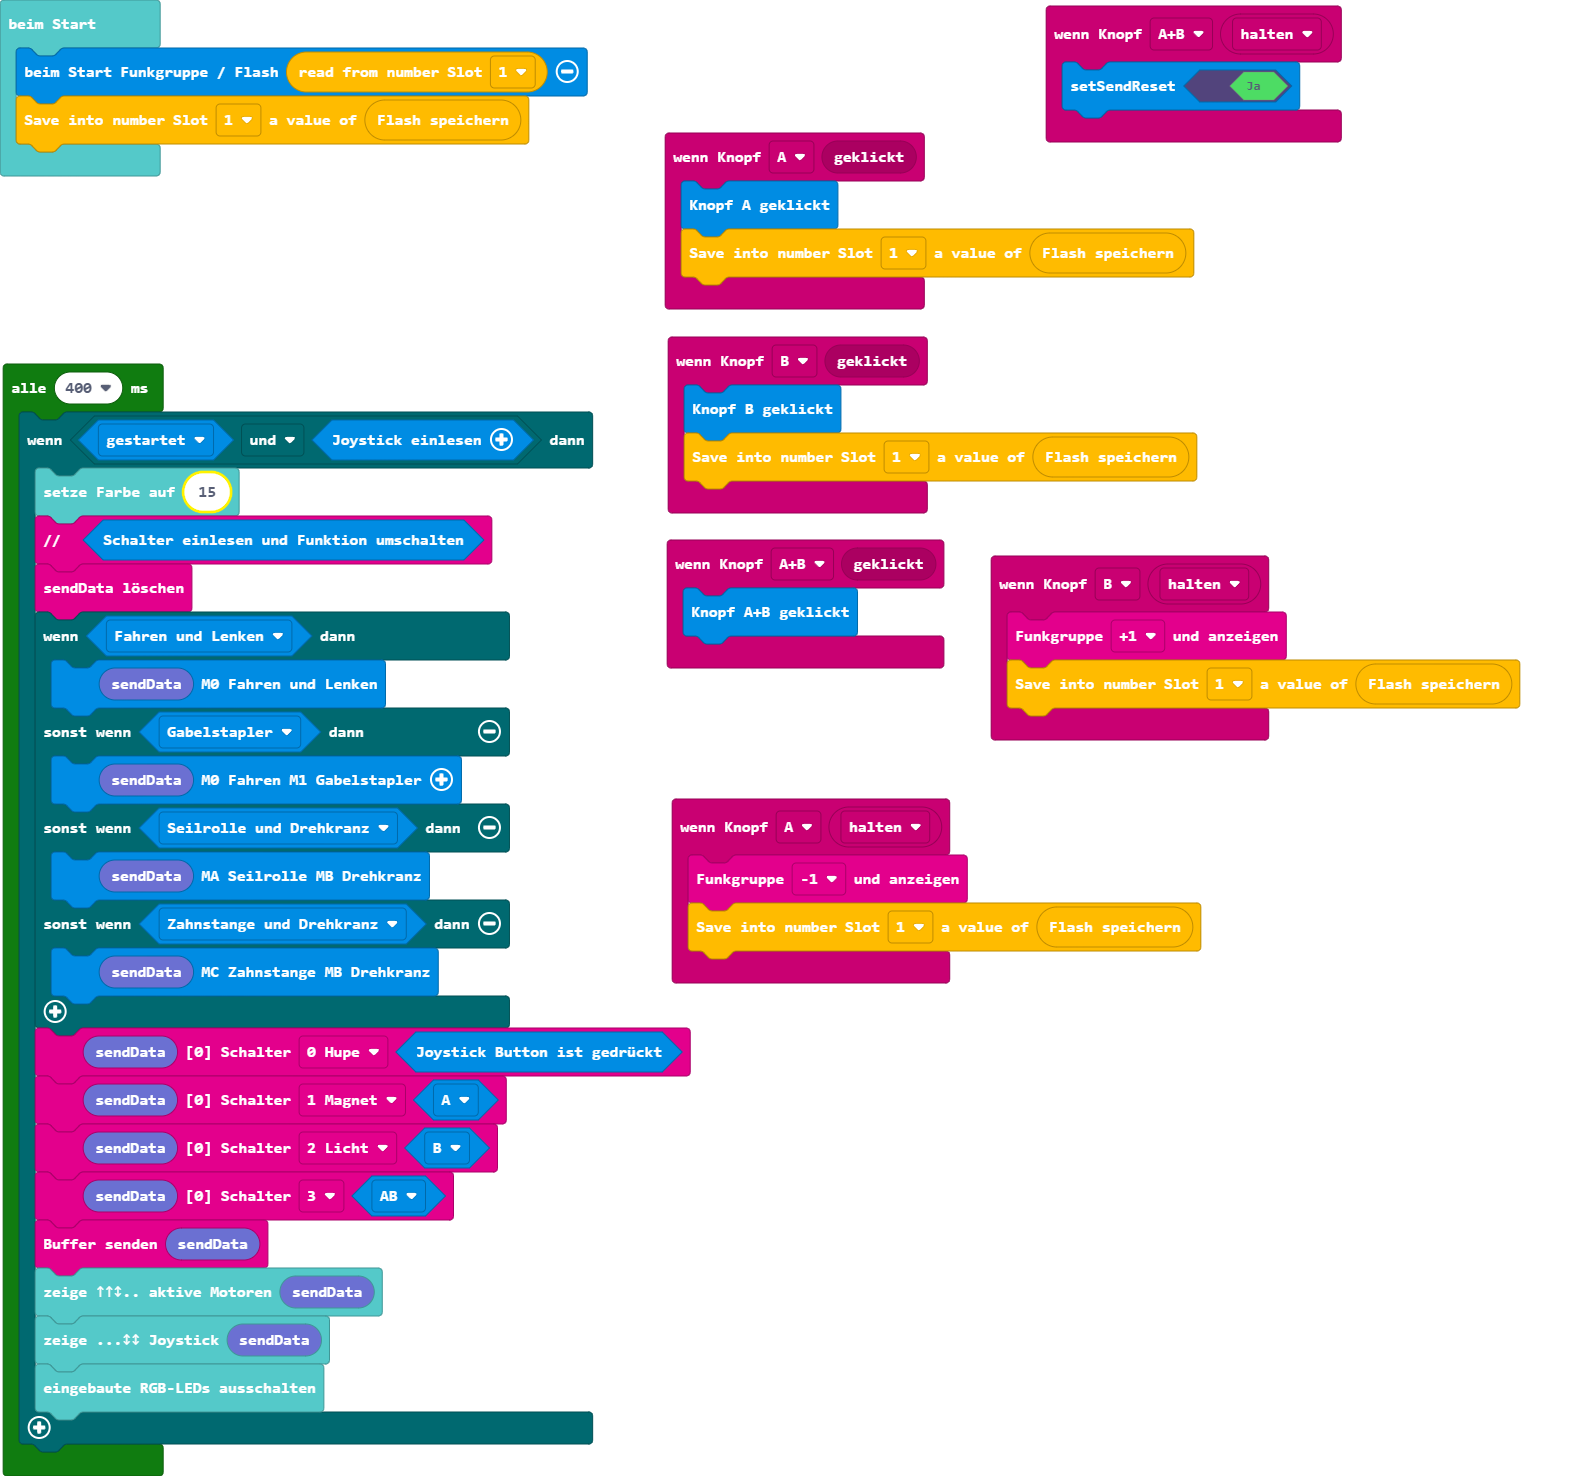 beim Start
beim Start Funkgruppe / Flash read from number Slot 1
Save into number Slot 1 a value of Flash speichern
wenn Knopf A+B halten
setSendReset Ja
wenn Knopf A geklickt
Knopf A geklickt
Save into number Slot 1 a value of Flash speichern
wenn Knopf B geklickt
Knopf B geklickt
Save into number Slot 1 a value of Flash speichern
wenn Knopf A+B geklickt
Knopf A+B geklickt
wenn Knopf B halten
Funkgruppe +1 und anzeigen
Save into number Slot 1 a value of Flash speichern
wenn Knopf A halten
Funkgruppe -1 und anzeigen
Save into number Slot 1 a value of Flash speichern
alle 400 ms
wenn gestartet und Joystick einlesen dann
setze Farbe auf 15
// Schalter einlesen und Funktion umschalten
sendData löschen
wenn Fahren und Lenken dann
sendData M0 Fahren und Lenken
sonst wenn Gabelstapler dann
sendData M0 Fahren M1 Gabelstapler
sonst wenn Seilrolle und Drehkranz dann
sendData MA Seilrolle MB Drehkranz
sonst wenn Zahnstange und Drehkranz dann
sendData MC Zahnstange MB Drehkranz
sendData [0] Schalter 0 Hupe Joystick Button ist gedrückt
sendData [0] Schalter 1 Magnet A
sendData [0] Schalter 2 Licht B
sendData [0] Schalter 3 AB
Buffer senden sendData
zeige ↑↑↕.. aktive Motoren sendData
zeige ...↕↕ Joystick sendData
eingebaute RGB-LEDs ausschalten